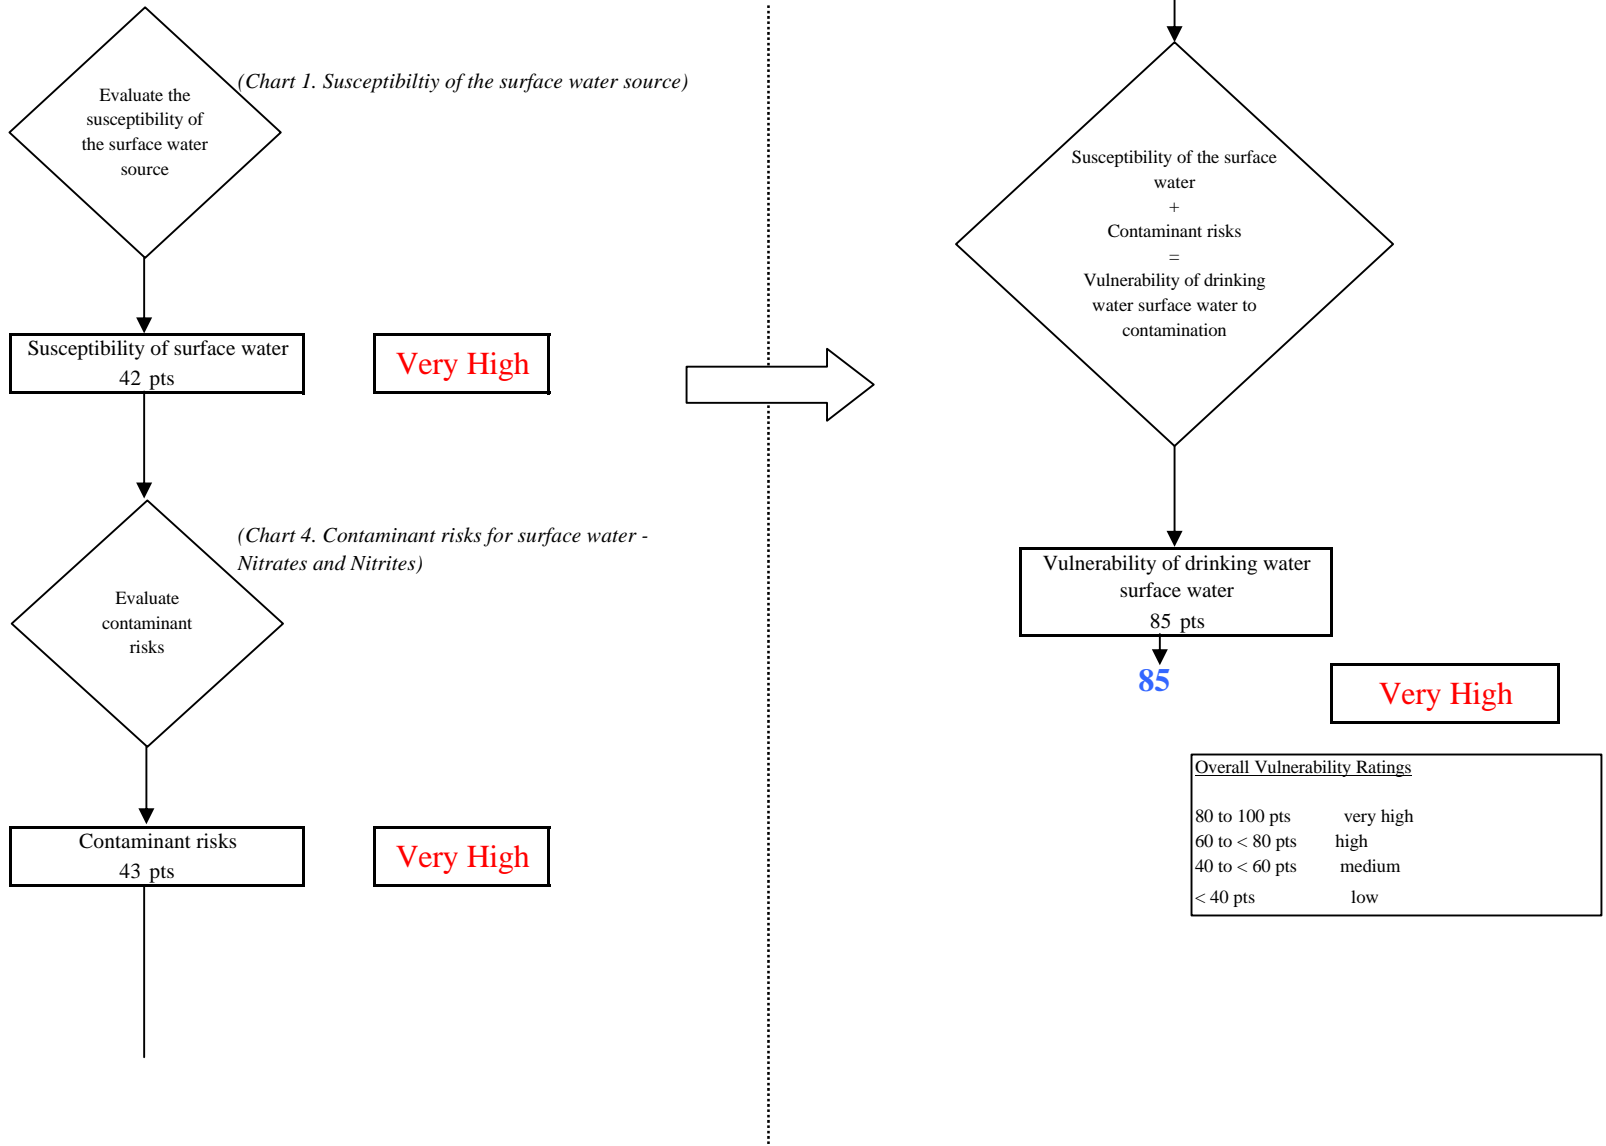 Evaluate the
susceptibility of
the surface water
source
(Chart 1. Susceptibiltiy of the surface water source)
Susceptibility of surface water
42 pts
Very High
(Chart 4. Contaminant risks for surface water -
Nitrates and Nitrites)
Evaluate
contaminant
risks
Contaminant risks
43 pts
Very High
Susceptibility of the surface
water
+
Contaminant risks
=
Vulnerability of drinking
water surface water to
contamination
Vulnerability of drinking water
surface water
85 pts
85
Very High
Overall Vulnerability Ratings
80 to 100 pts very high
60 to < 80 pts high
40 to < 60 pts medium
< 40 pts low